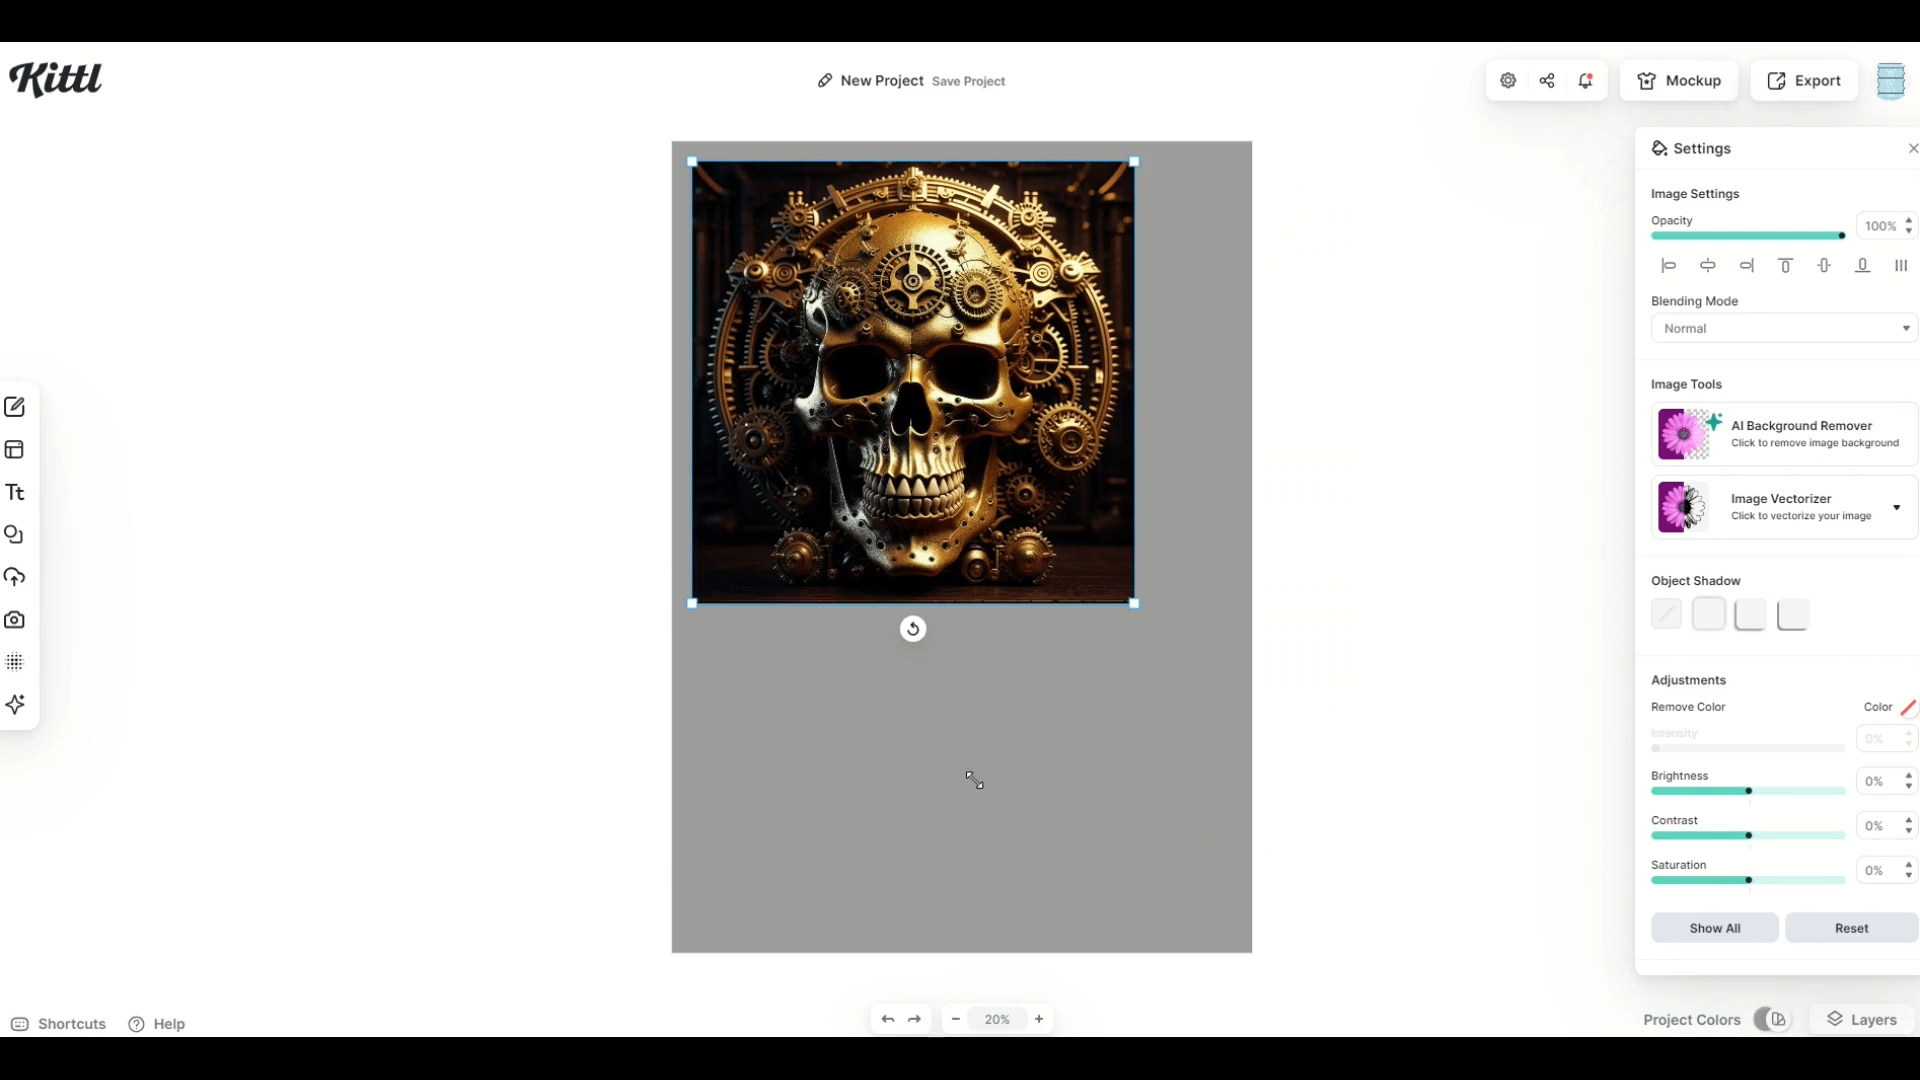 Kittl
New Project Save Project
Mockup
Export
Settings
Image Settings
Opacity
100%
Blending Mode
Normal
Image Tools
AI Background Remover
Click to remove image background
Image Vectorizer
Click to vectorize your image
Object Shadow
Adjustments
Remove Color
Color
Intensity
0%
Brightness
0%
Contrast
0%
Saturation
0%
Show All
Reset
Tt
Shortcuts
Help
20%
Project Colors
Layers